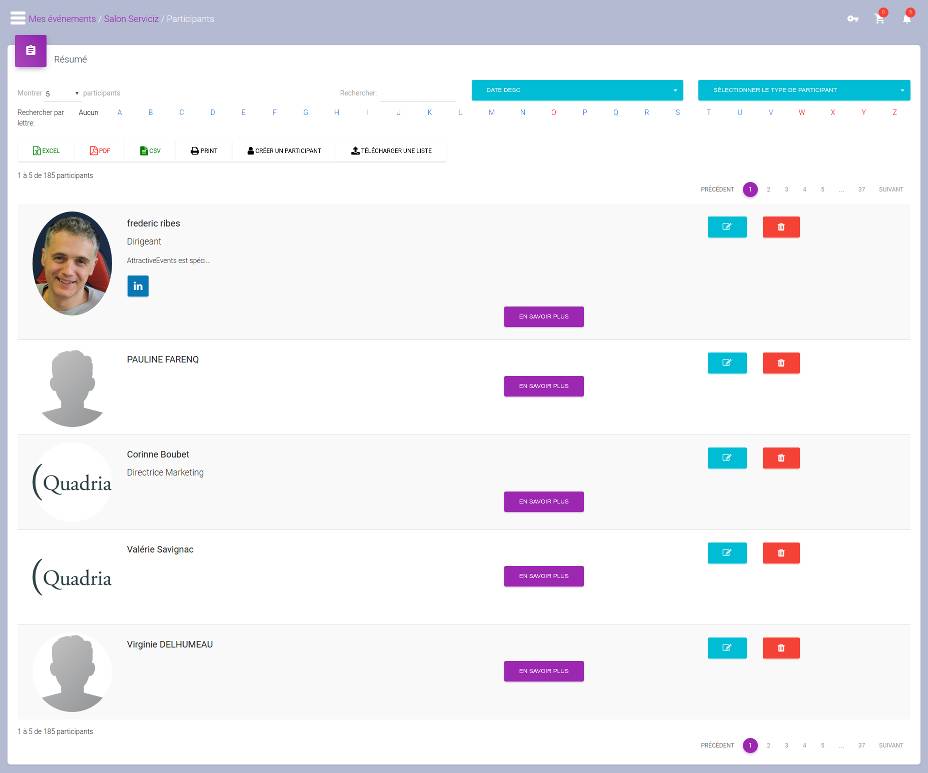 Mes événements / Salon Serviciz / Participants
0
0
Résumé
Montrer 5 participants
Rechercher:
DATE DESC
SÉLECTIONNER LE TYPE DE PARTICIPANT
Rechercher par lettre:
Aucun A B C D E F G H I J K L M N O P Q R S T U V W X Y Z
EXCEL
PDF
CSV
PRINT
CRÉER UN PARTICIPANT
TÉLÉCHARGER UNE LISTE
1 à 5 de 185 participants
PRÉCÉDENT 1 2 3 4 5 ... 37 SUIVANT
frederic ribes
Dirigeant
AttractiveEvents est spéci...
in
EN SAVOIR PLUS
PAULINE FARENQ
EN SAVOIR PLUS
Quadria
Corinne Boubet
Directrice Marketing
EN SAVOIR PLUS
Quadria
Valérie Savignac
EN SAVOIR PLUS
Virginie DELHUMEAU
EN SAVOIR PLUS
1 à 5 de 185 participants
PRÉCÉDENT 1 2 3 4 5 ... 37 SUIVANT